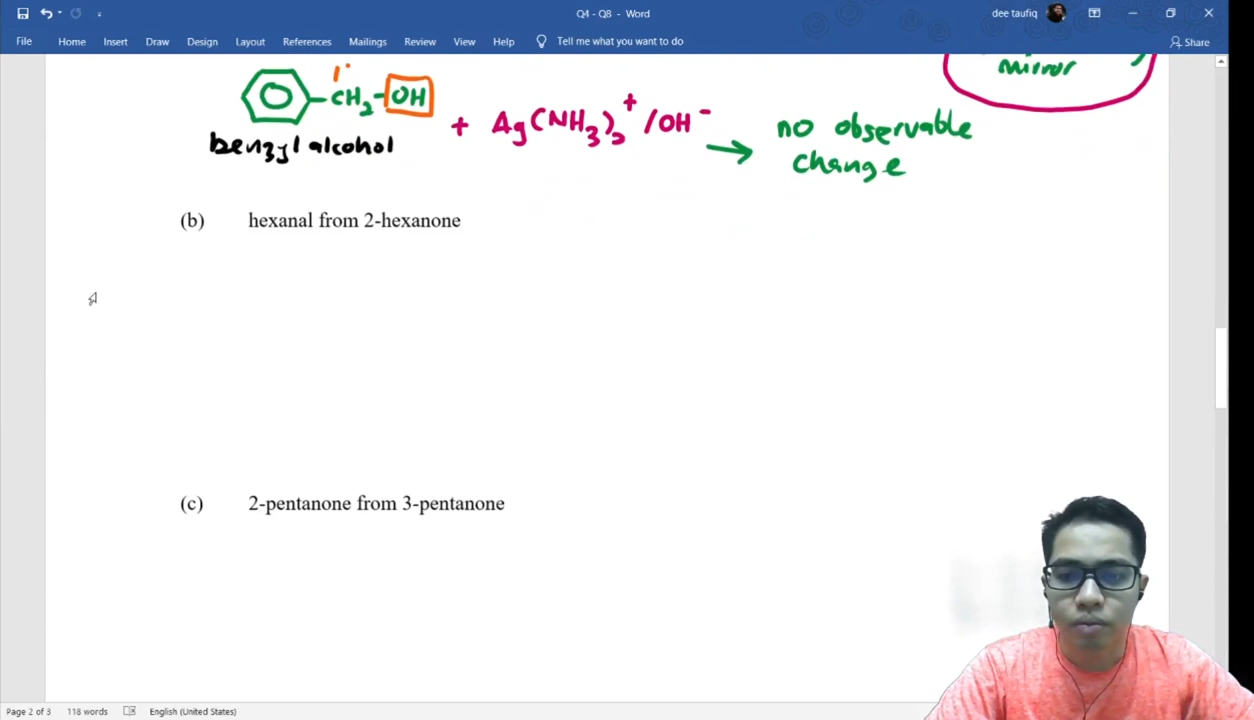 Q4 - Q8 - Word
dee taufiq
File Home Insert Draw Design Layout References Mailings Review View Help Tell me what you want to do Share
mirror
CH2-OH
+ Ag(NH3)2+ /OH- → no observable change
benzyl alcohol
(b) hexanal from 2-hexanone
(c) 2-pentanone from 3-pentanone
Page 2 of 3 118 words English (United States)